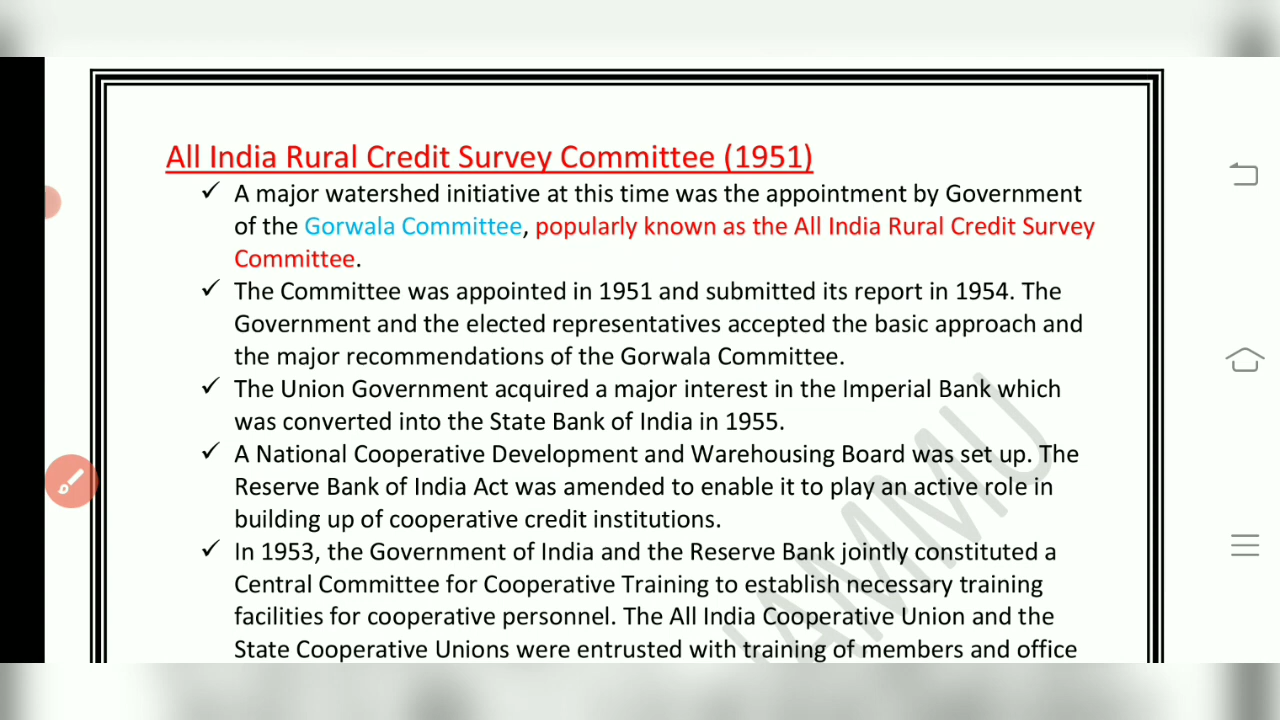 All India Rural Credit Survey Committee (1951)
✓ A major watershed initiative at this time was the appointment by Government
of the Gorwala Committee, popularly known as the All India Rural Credit Survey
Committee.
✓ The Committee was appointed in 1951 and submitted its report in 1954. The
Government and the elected representatives accepted the basic approach and
the major recommendations of the Gorwala Committee.
✓ The Union Government acquired a major interest in the Imperial Bank which
was converted into the State Bank of India in 1955.
✓ A National Cooperative Development and Warehousing Board was set up. The
Reserve Bank of India Act was amended to enable it to play an active role in
building up of cooperative credit institutions.
✓ In 1953, the Government of India and the Reserve Bank jointly constituted a
Central Committee for Cooperative Training to establish necessary training
facilities for cooperative personnel. The All India Cooperative Union and the
State Cooperative Unions were entrusted with training of members and office